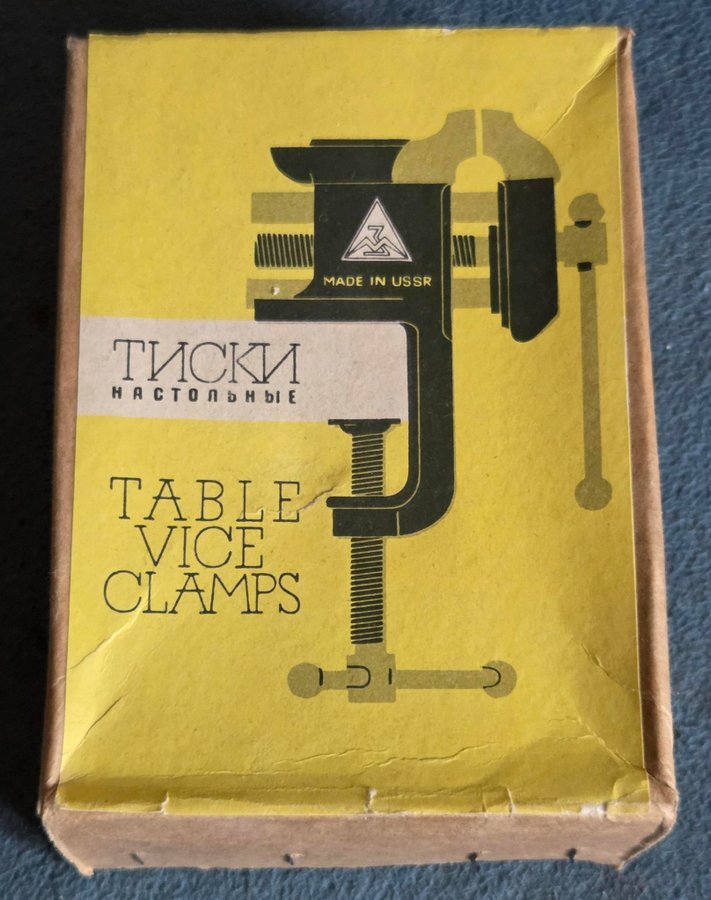 MADE IN USSR
ТИСКИ
НАСТОЛЬНЫЕ
TABLE
VICE
CLAMPS